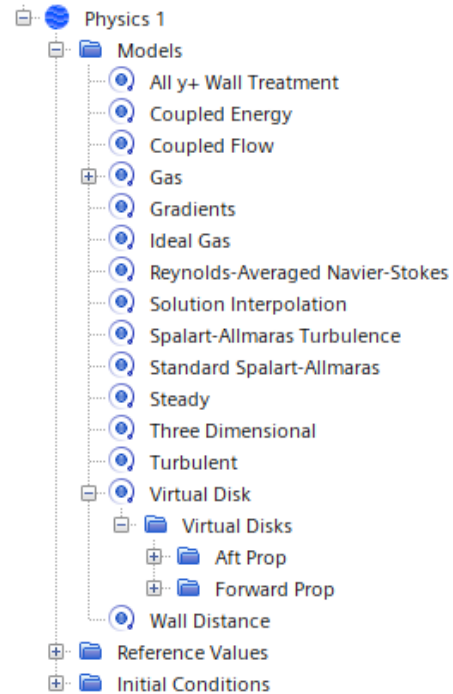 Physics 1
Models
All y+ Wall Treatment
Coupled Energy
Coupled Flow
Gas
Gradients
Ideal Gas
Reynolds-Averaged Navier-Stokes
Solution Interpolation
Spalart-Allmaras Turbulence
Standard Spalart-Allmaras
Steady
Three Dimensional
Turbulent
Virtual Disk
Virtual Disks
Aft Prop
Forward Prop
Wall Distance
Reference Values
Initial Conditions